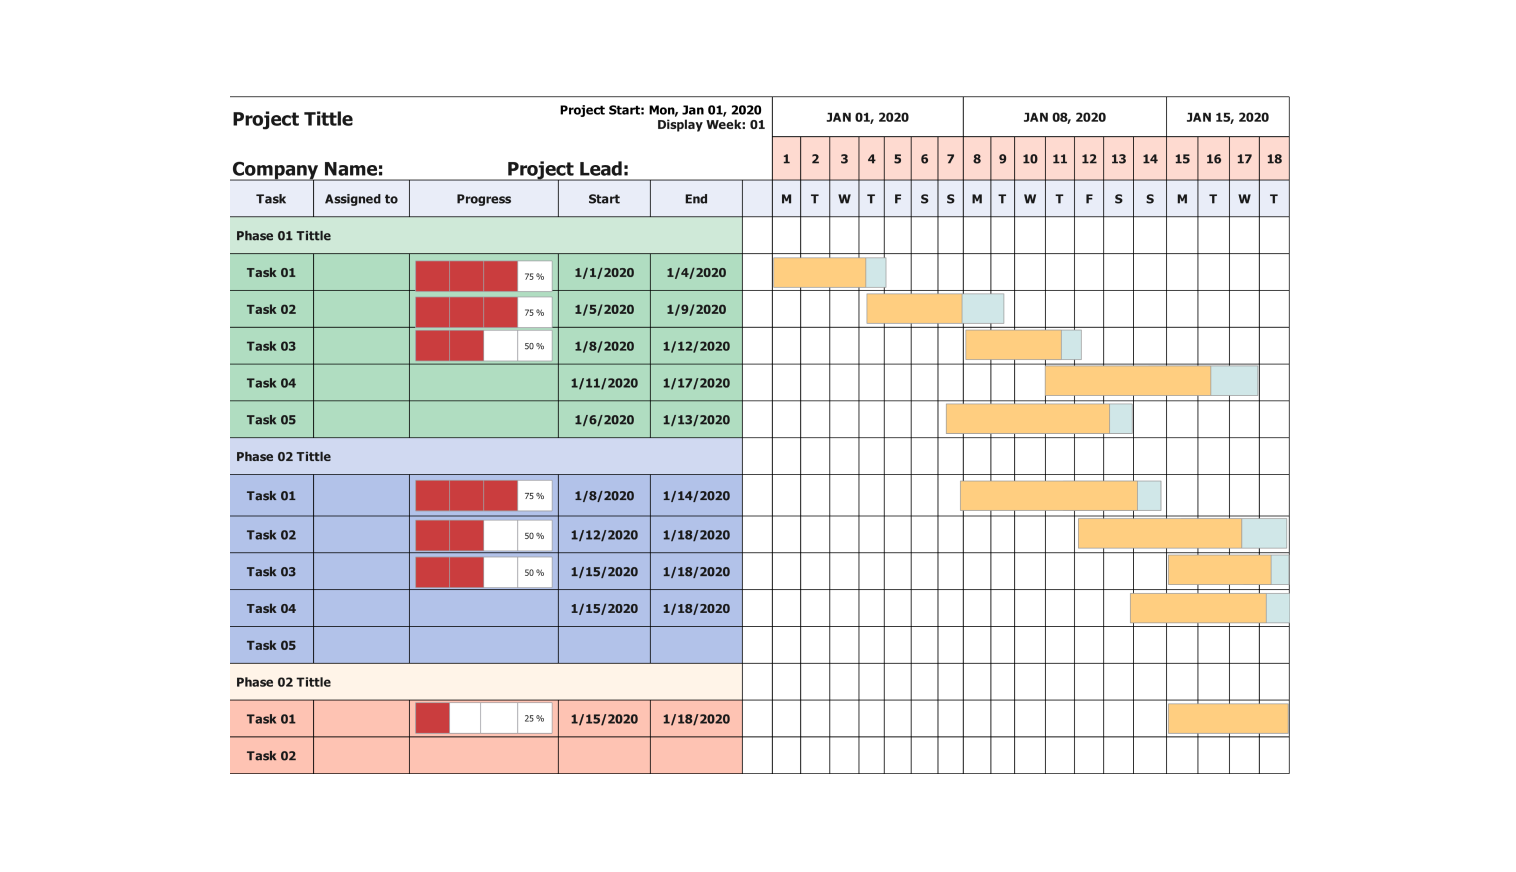 Project Tittle
Project Start: Mon, Jan 01, 2020
Display Week: 01
Company Name: Project Lead:
JAN 01, 2020 JAN 08, 2020 JAN 15, 2020
1 2 3 4 5 6 7 8 9 10 11 12 13 14 15 16 17 18
Task Assigned to Progress Start End M T W T F S S M T W T F S S M T W T
Phase 01 Tittle
Task 01 75 % 1/1/2020 1/4/2020
Task 02 75 % 1/5/2020 1/9/2020
Task 03 50 % 1/8/2020 1/12/2020
Task 04 1/11/2020 1/17/2020
Task 05 1/6/2020 1/13/2020
Phase 02 Tittle
Task 01 75 % 1/8/2020 1/14/2020
Task 02 50 % 1/12/2020 1/18/2020
Task 03 50 % 1/15/2020 1/18/2020
Task 04 1/15/2020 1/18/2020
Task 05
Phase 02 Tittle
Task 01 25 % 1/15/2020 1/18/2020
Task 02